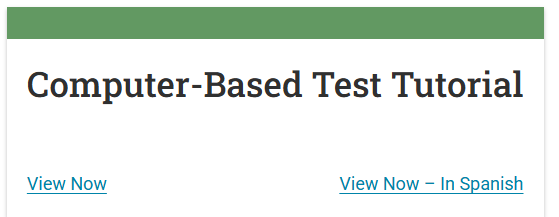 Computer-Based Test Tutorial
View Now View Now – In Spanish